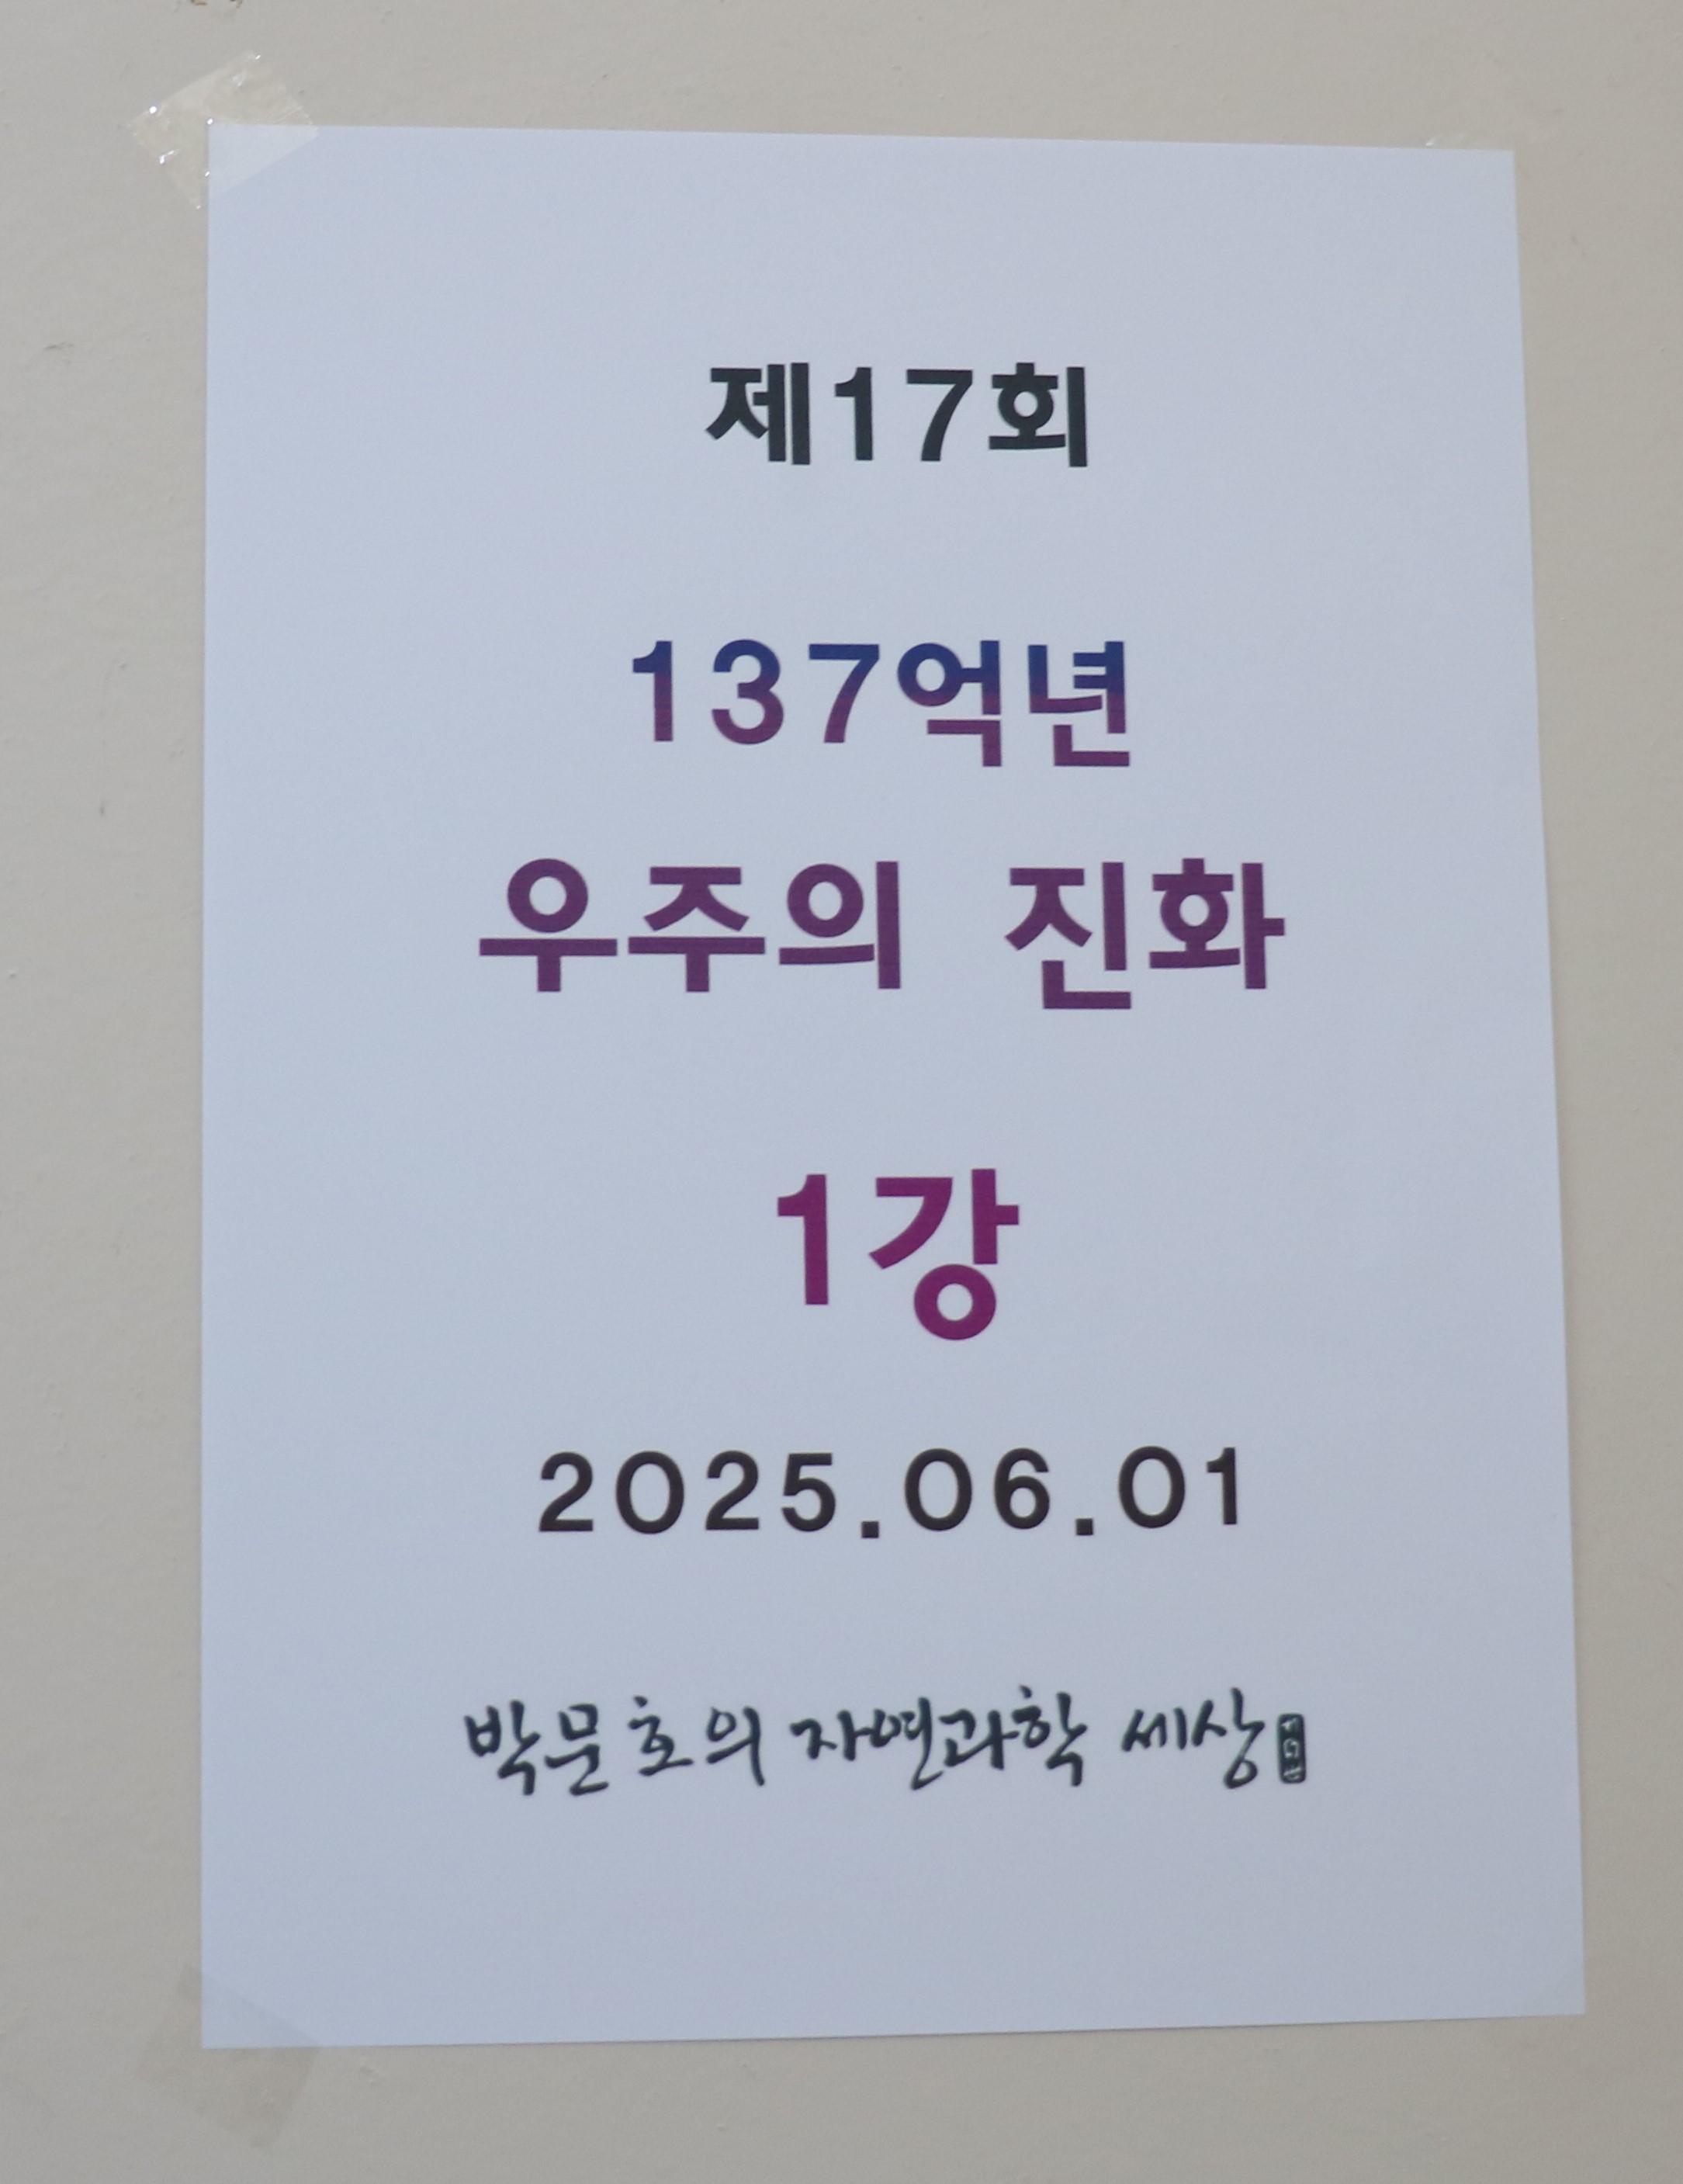 제17회
137억년
우주의 진화
1강
2025.06.01
박문호의 자연과학 세상